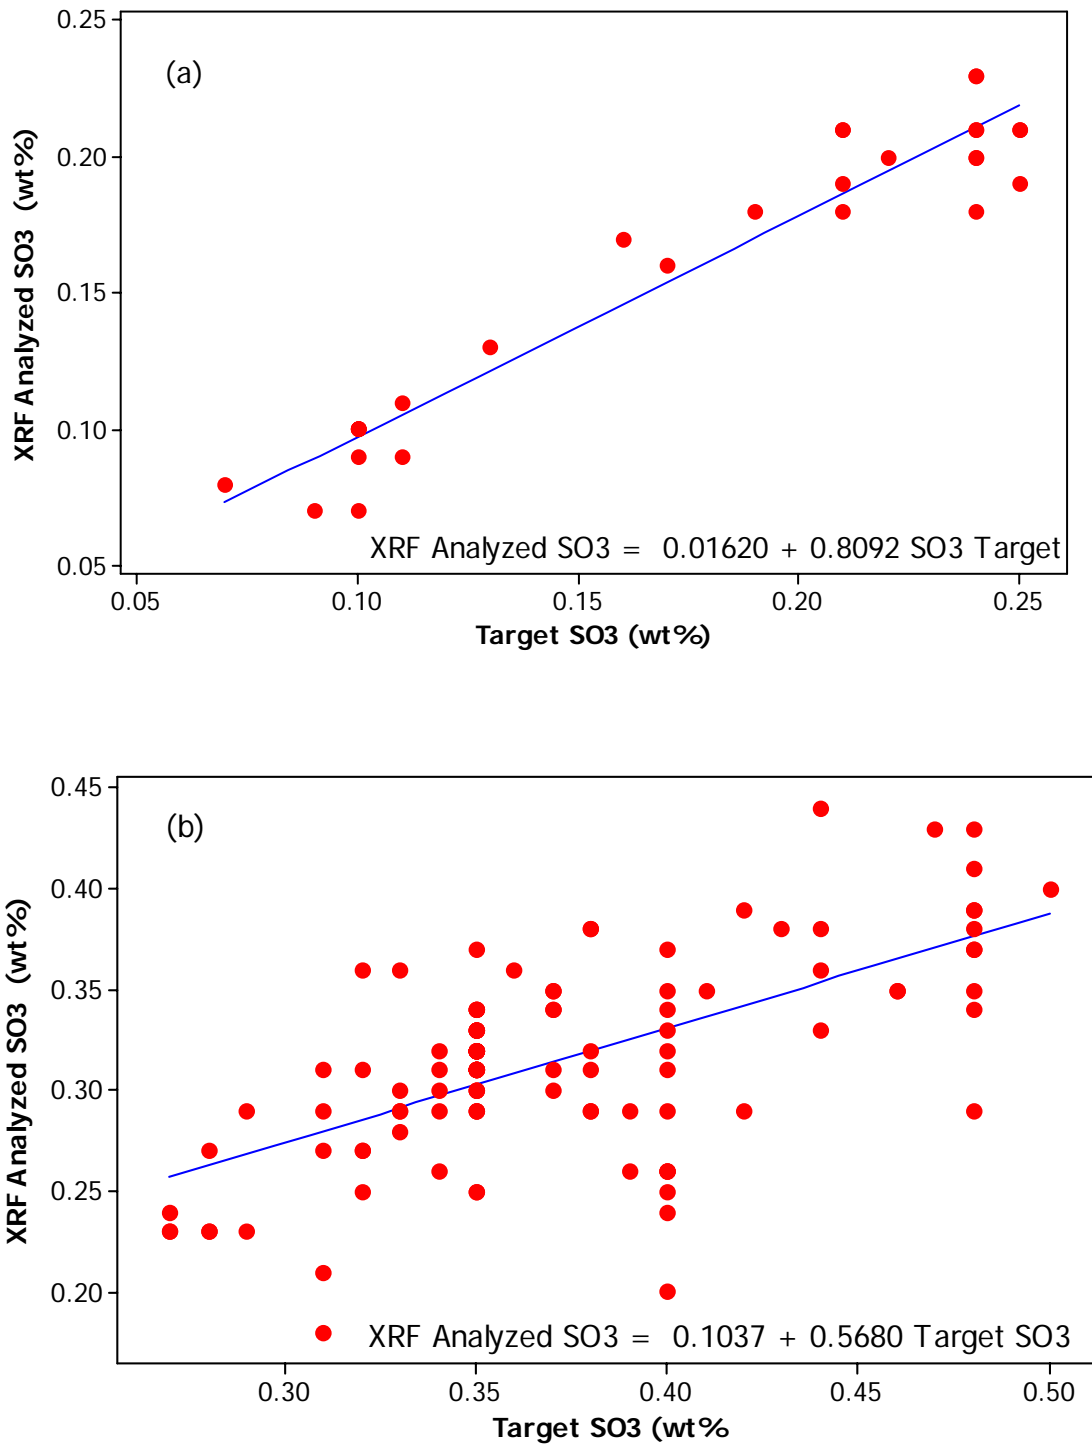 0.25
(a)
0.20
0.15
0.10
0.05
XRF Analyzed SO3 (wt%)
XRF Analyzed SO3 = 0.01620 + 0.8092 SO3 Target
0.05 0.10 0.15 0.20 0.25
Target SO3 (wt%)
0.45
(b)
0.40
0.35
0.30
0.25
0.20
XRF Analyzed SO3 (wt%)
XRF Analyzed SO3 = 0.1037 + 0.5680 Target SO3
0.30 0.35 0.40 0.45 0.50
Target SO3 (wt%